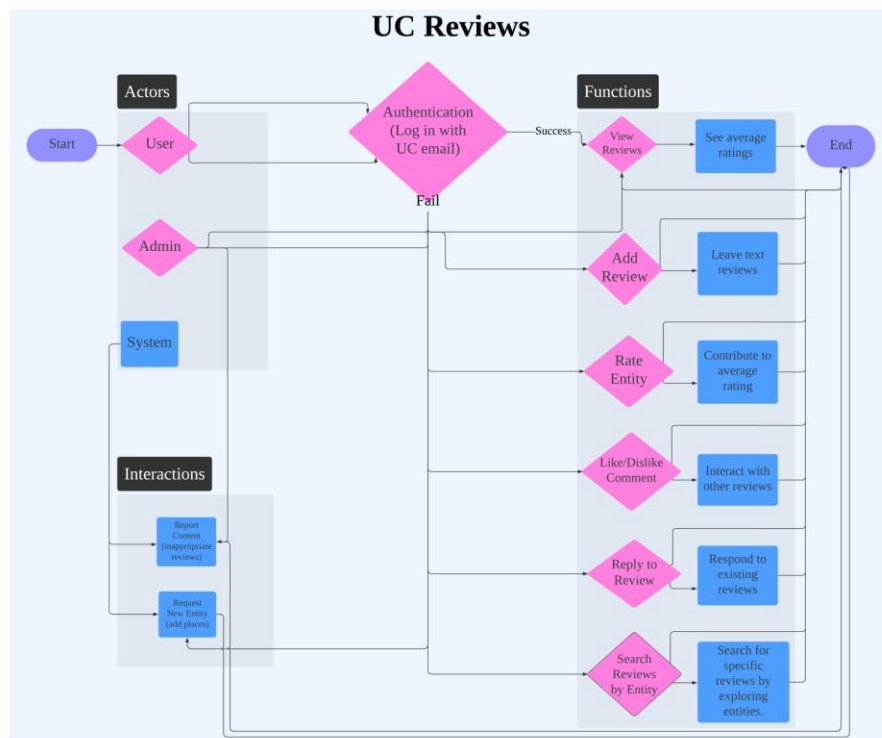 UC Reviews
Actors
Functions
Start
User
Authentication
(Log in with
UC email)
Success
View
Reviews
See average
ratings
End
Fail
Admin
Add
Review
Leave text
reviews
System
Rate
Entity
Contribute to
average
rating
Interactions
Like/Dislike
Comment
Interact with
other reviews
Report
Content
(inappropriate
reviews)
Reply to
Review
Respond to
existing
reviews
Request
New Entity
(add places)
Search
Reviews
by Entity
Search for
specific
reviews by
exploring
entities.